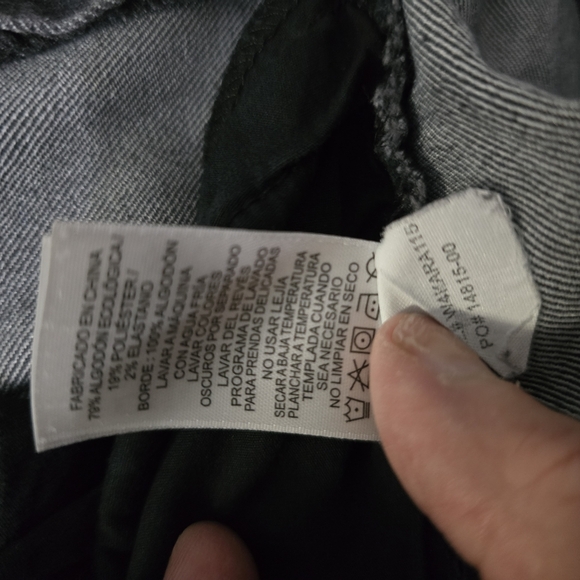 FABRICADO EN CHINA
79% ALGODÓN ECOLÓGICA/
19% POLIÉSTER/
2% ELASTANO
BORDE : 100% ALGODÓN
LAVAR A MÁQUINA
CON AGUA FRÍA
LAVAR COLORES
OSCUROS POR SEPARADO
LAVAR DEL REVÉS
PROGRAMA DE LAVADO
PARA PRENDAS DELICADAS
NO USAR LEJÍA
SECAR A BAJA TEMPERATURA
PLANCHAR A TEMPERATURA
TEMPLADA CUANDO
SEA NECESARIO
NO LIMPIAR EN SECO
PO#14815-00